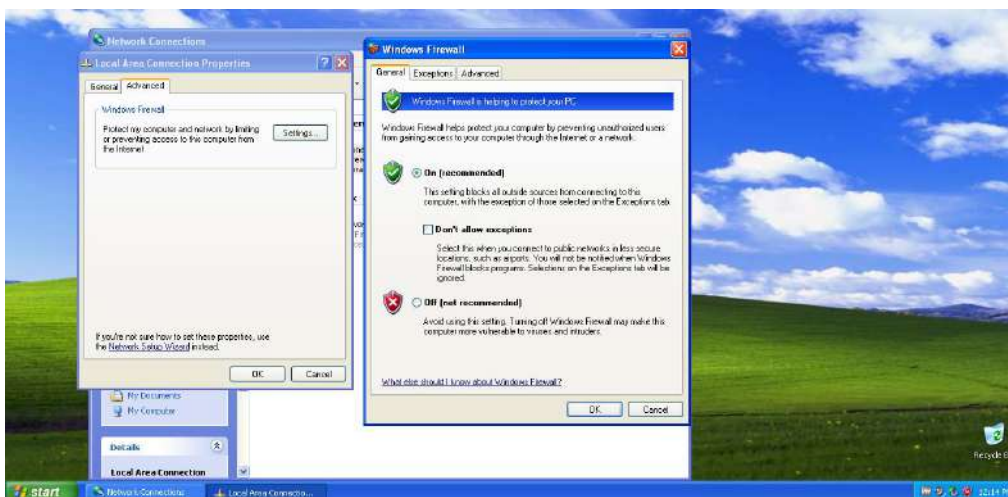 Network Connections
Local Area Connection Properties
General Advanced
Windows Firewall
Protect my computer and network by limiting
or preventing access to this computer from
the Internet
Settings...
If you're not sure how to set these properties, use
the Network Setup Wizard instead.
OK Cancel
Windows Firewall
General Exceptions Advanced
Windows Firewall is helping to protect your PC
Windows Firewall helps protect your computer by preventing unauthorized users
from gaining access to your computer through the Internet or a network.
On (recommended)
This setting blocks all outside sources from connecting to this
computer, with the exception of those selected on the Exceptions tab.
Don't allow exceptions
Select this when you connect to public networks in less secure
locations, such as airports. You will not be notified when Windows
Firewall blocks programs. Selections on the Exceptions tab will be
ignored.
Off (not recommended)
Avoid using this setting. Turning off Windows Firewall may make this
computer more vulnerable to viruses and intruders.
What else should I know about Windows Firewall?
OK Cancel
My Documents
My Computer
Details
Local Area Connection
Recycle
start
Network Connections
Local Area Connectio...
12:14